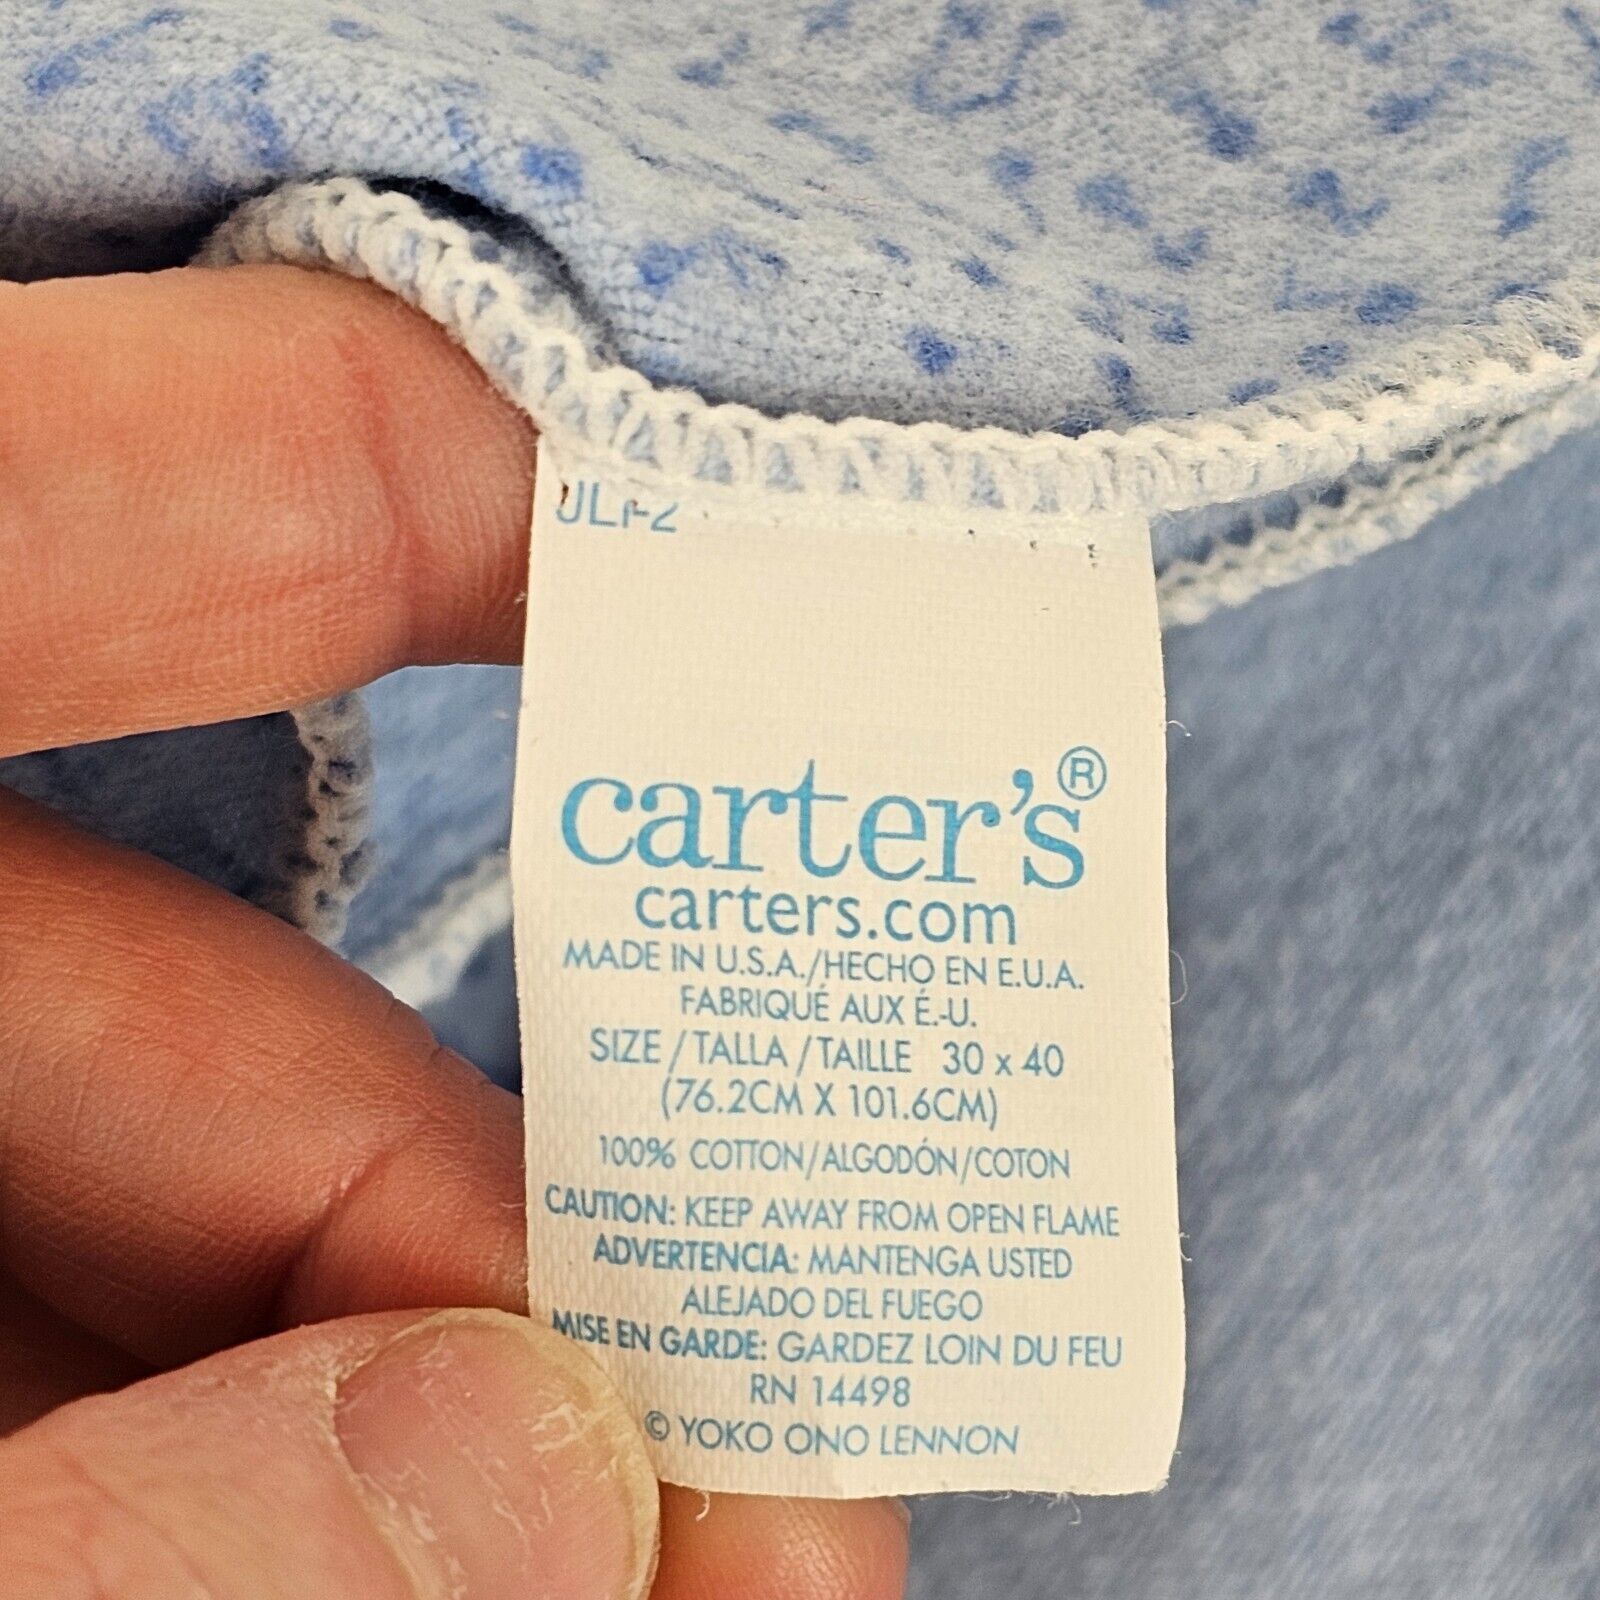 carter's®
carters.com
MADE IN U.S.A./HECHO EN E.U.A.
FABRIQUÉ AUX É.-U.
SIZE / TALLA / TAILLE 30 x 40
(76.2CM X 101.6CM)
100% COTTON/ALGODÓN/COTON
CAUTION: KEEP AWAY FROM OPEN FLAME
ADVERTENCIA: MANTENGA USTED
ALEJADO DEL FUEGO
MISE EN GARDE: GARDEZ LOIN DU FEU
RN 14498
© YOKO ONO LENNON